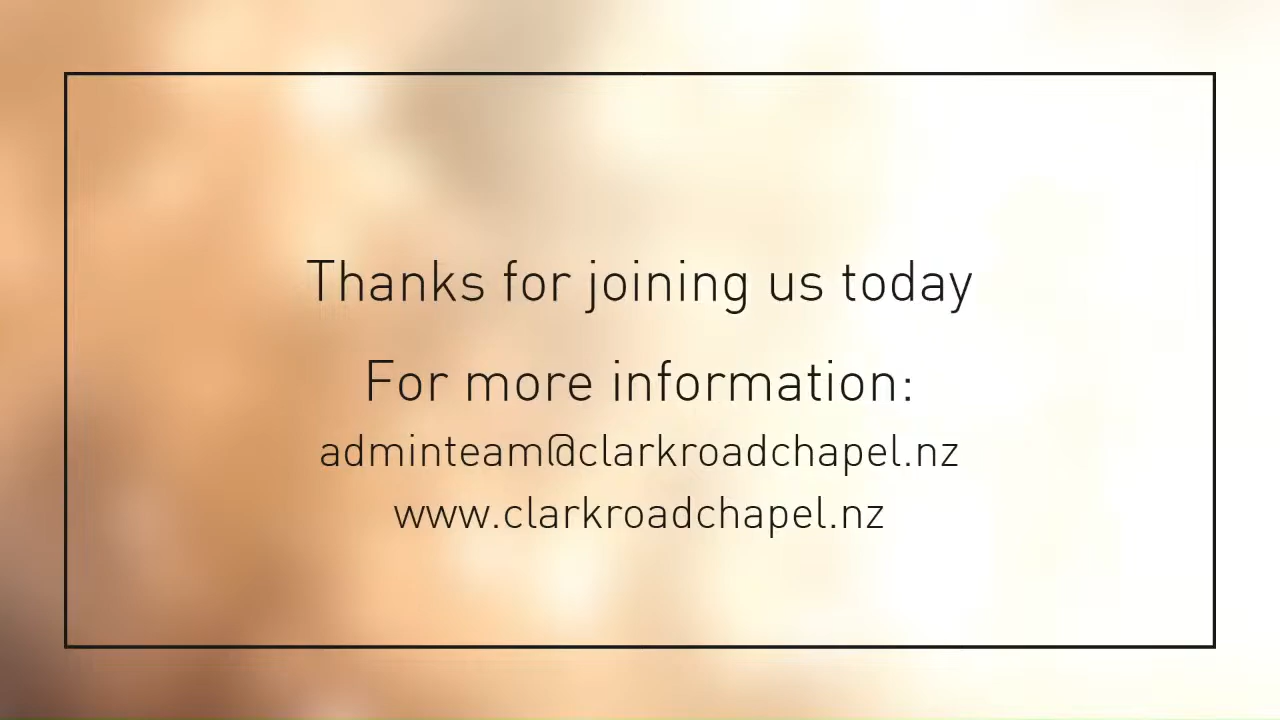 Thanks for joining us today
For more information:
adminteam@clarkroadchapel.nz
www.clarkroadchapel.nz